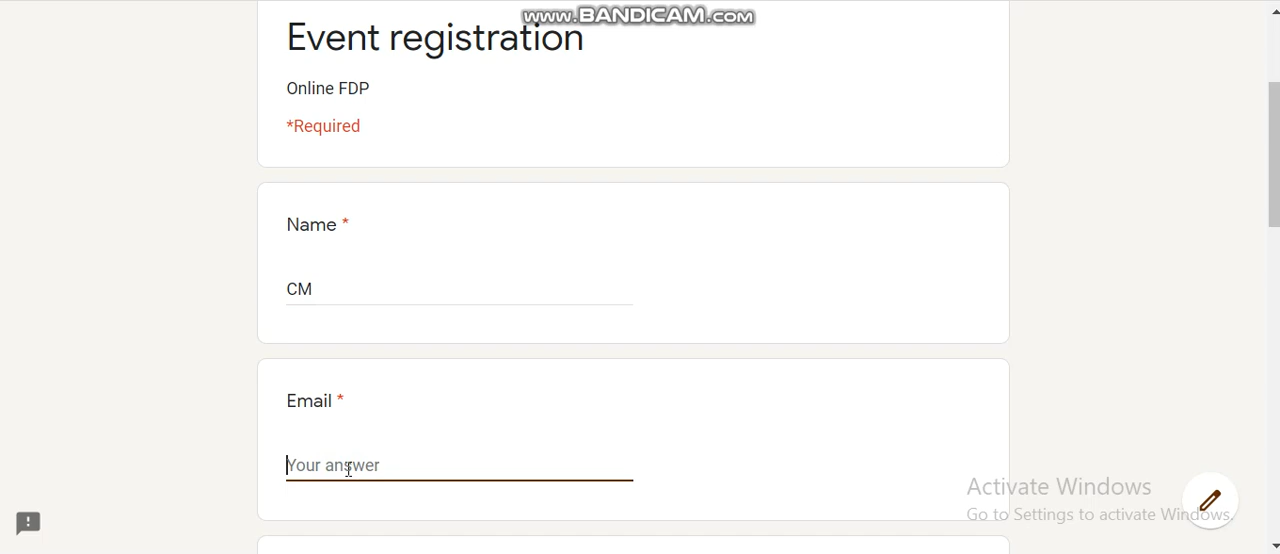 www.BANDICAM.com
Event registration
Online FDP
*Required
Name *
CM
Email *
Your answer
Activate Windows
Go to Settings to activate Windows.